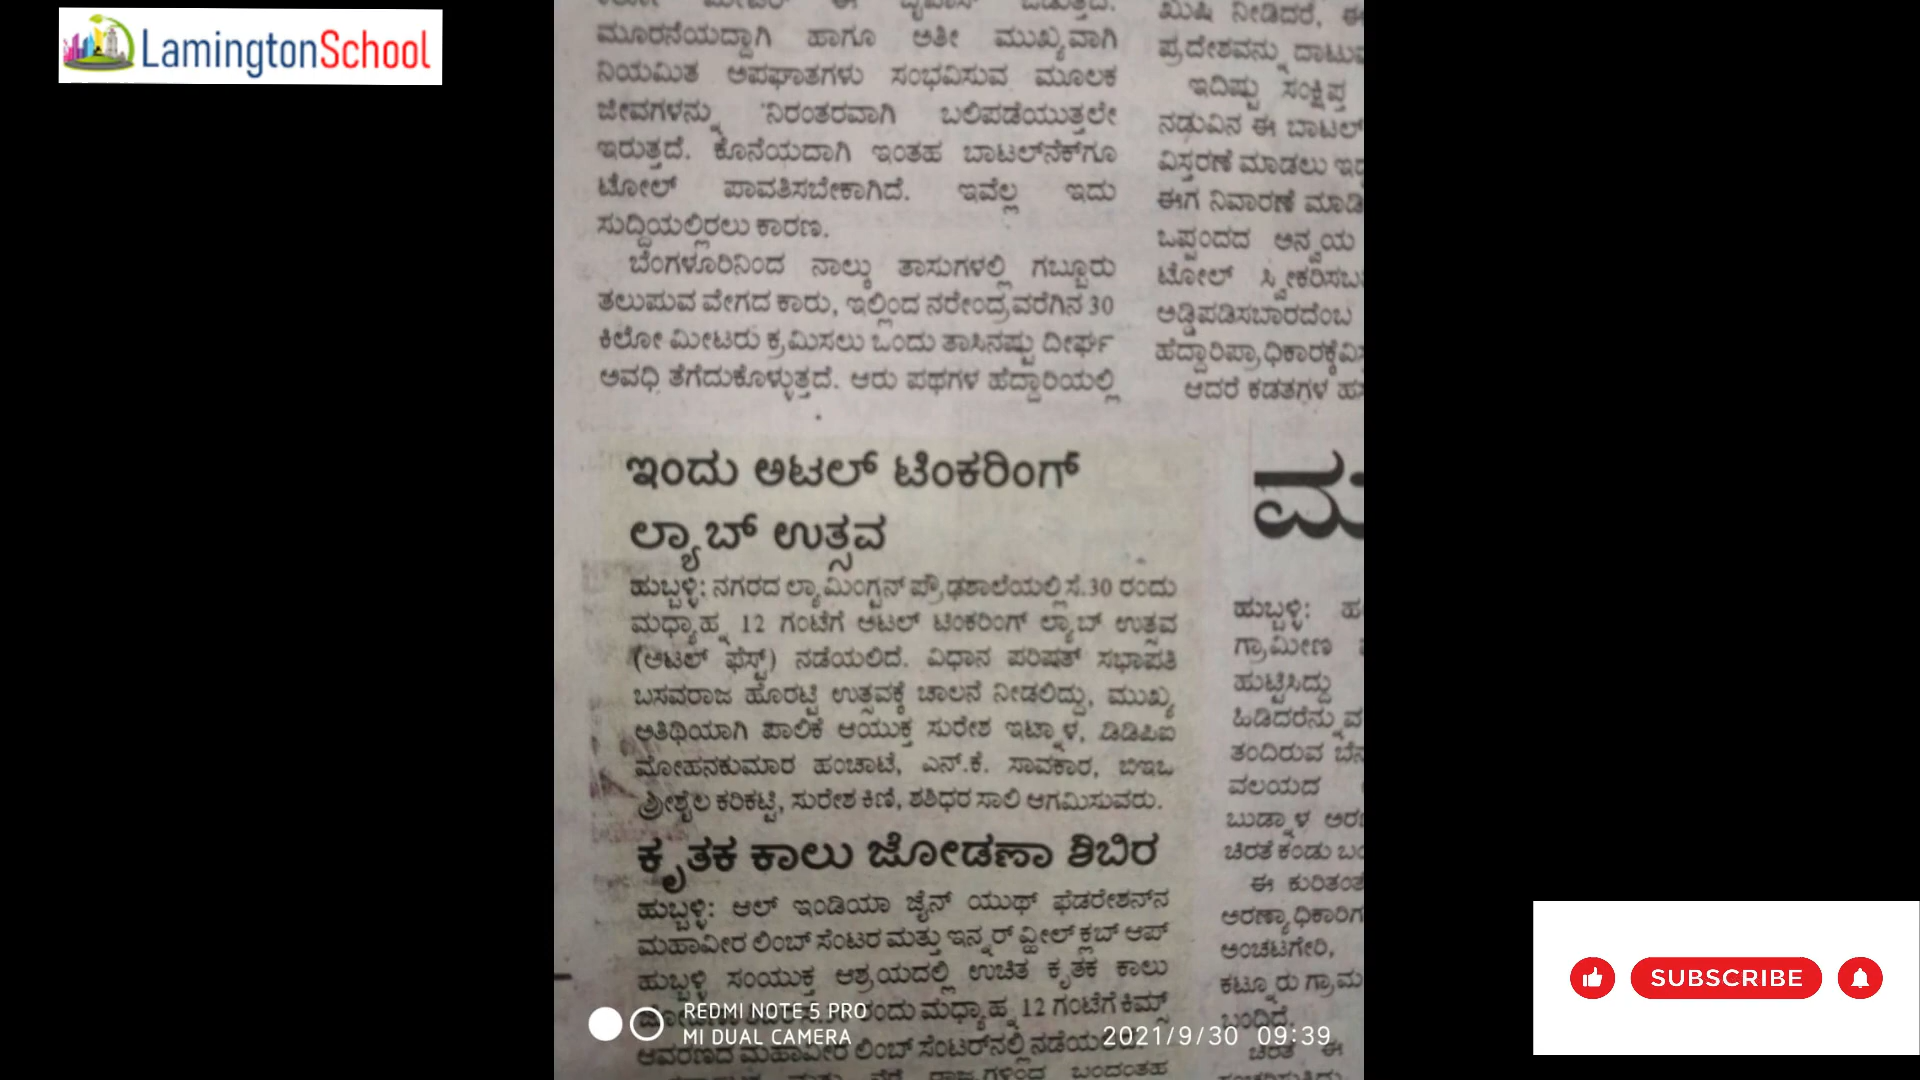 LamingtonSchool
ಮೂರನೆಯದ್ದಾಗಿ ಹಾಗೂ ಅತೀ ಮುಖ್ಯವಾಗಿ
ನಿಯಮಿತ ಅಪಘಾತಗಳು ಸಂಭವಿಸುವ ಮೂಲಕ
ಜೀವಗಳನ್ನು ನಿರಂತರವಾಗಿ ಬಲಿಪಡೆಯುತ್ತಲೇ
ಇರುತ್ತದೆ. ಕೊನೆಯದಾಗಿ ಇಂತಹ ಬಾಟಲ್‌ನೆಕ್‌ಗೂ
ಟೋಲ್ ಪಾವತಿಸಬೇಕಾಗಿದೆ. ಇವೆಲ್ಲ ಇದು
ಸುದ್ದಿಯಲ್ಲಿರಲು ಕಾರಣ.
ಬೆಂಗಳೂರಿನಿಂದ ನಾಲ್ಕು ತಾಸುಗಳಲ್ಲಿ ಗಬ್ಬೂರು
ತಲುಪುವ ವೇಗದ ಕಾರು, ಇಲ್ಲಿಂದ ನರೇಂದ್ರವರೆಗಿನ 30
ಕಿಲೋ ಮೀಟರು ಕ್ರಮಿಸಲು ಒಂದು ತಾಸಿನಷ್ಟು ದೀರ್ಘ
ಅವಧಿ ತೆಗೆದುಕೊಳ್ಳುತ್ತದೆ. ಆರು ಪಥಗಳ ಹೆದ್ದಾರಿಯಲ್ಲಿ
ಖುಷಿ ನೀಡಿದರೆ,
ಪ್ರದೇಶವನ್ನು
ಇದಿಷ್ಟು ಸಂಕ್ಷಿಪ್ತ
ನಡುವಿನ ಈ ಬಾಟಲ್
ವಿಸ್ತರಣೆ ಮಾಡಲು
ಈಗ ನಿವಾರಣೆ ಮಾಡಿ
ಒಪ್ಪಂದದ ಅನ್ವಯ
ಟೋಲ್
ಅಡ್ಡಿಪಡಿಸಬಾರದೆಂಬ
ಆದರೆ ಕಡತಗಳ
ಇಂದು ಅಟಲ್ ಟಿಂಕರಿಂಗ್
ಲ್ಯಾಬ್ ಉತ್ಸವ
ಹುಬ್ಬಳ್ಳಿ: ನಗರದ ಲ್ಯಾಮಿಂಗ್ಟನ್ ಪ್ರೌಢಶಾಲೆಯಲ್ಲಿ ಸೆ.30 ರಂದು
ಮಧ್ಯಾಹ್ನ 12 ಗಂಟೆಗೆ ಅಟಲ್ ಟಿಂಕರಿಂಗ್ ಲ್ಯಾಬ್ ಉತ್ಸವ
(ಅಟಲ್ ಫೆಸ್ಟ್) ನಡೆಯಲಿದೆ. ವಿಧಾನ ಪರಿಷತ್ ಸಭಾಪತಿ
ಬಸವರಾಜ ಹೊರಟ್ಟಿ ಉತ್ಸವಕ್ಕೆ ಚಾಲನೆ ನೀಡಲಿದ್ದು, ಮುಖ್ಯ
ಅತಿಥಿಯಾಗಿ ಪಾಲಿಕೆ ಆಯುಕ್ತ ಸುರೇಶ ಇಟ್ನಾಳ, ಡಿಡಿಪಿಐ
ಮೋಹನಕುಮಾರ ಹಂಚಾಟೆ, ಎನ್.ಕೆ. ಸಾವಕಾರ, ಬಿಇಒ
ಶ್ರೀಶೈಲ ಕರಿಕಟ್ಟಿ, ಸುರೇಶ ಕಿಣಿ, ಶಶಿಧರ ಸಾಲಿ ಆಗಮಿಸುವರು.
ಕೃತಕ ಕಾಲು ಜೋಡಣಾ ಶಿಬಿರ
ಹುಬ್ಬಳ್ಳಿ: ಆಲ್ ಇಂಡಿಯಾ ಜೈನ್ ಯುಥ್ ಫೆಡರೇಶನ್‌ನ
ಮಹಾವೀರ ಲಿಂಬ್ ಸೆಂಟರ ಮತ್ತು ಇನ್ನರ್ ವ್ಹೀಲ್ ಕ್ಲಬ್ ಆಪ್
ಹುಬ್ಬಳ್ಳಿ ಸಂಯುಕ್ತ ಆಶ್ರಯದಲ್ಲಿ ಉಚಿತ ಕೃತಕ ಕಾಲು
ರಂದು ಮಧ್ಯಾಹ್ನ 12 ಗಂಟೆಗೆ ಕಿಮ್ಸ್
ಆವರಣದ ಮಹಾವೀರ ಲಿಂಬ್ ಸೆಂಟರ್‌ನಲ್ಲಿ
ಹುಬ್ಬಳ್ಳಿ:
ಗ್ರಾಮೀಣ
ಹುಟ್ಟಿಸಿದ್ದು
ತಂದಿರುವ
ವಲಯದ
ಬುಡ್ನಾಳ
ಚಿರತೆ ಕಂಡು
ಈ ಕುರಿತಂತೆ
ಅಂಚಟಗೇರಿ,
ಕಟ್ನೂರು ಗ್ರಾಮ
ಬಂದಿದೆ.
ಚಿರತೆ ಈ
REDMI NOTE 5 PRO
MI DUAL CAMERA
2021/9/30 09:39
SUBSCRIBE